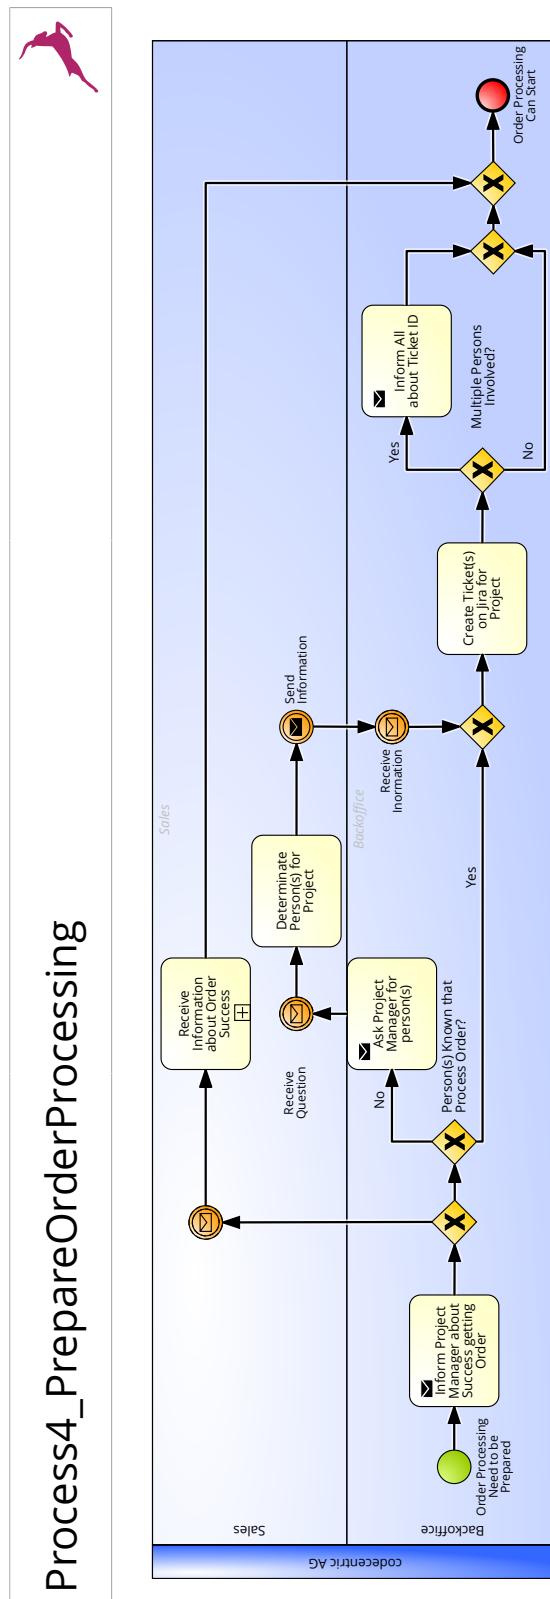 Process4_PrepareOrderProcessing
codecentric AG
Sales
Backoffice
Sales
Backoffice
Order Processing
Need to be
Prepared
Inform Project
Manager about
Success getting
Order
Receive
Information
about Order
Success
Person(s) Known that
Process Order?
No
Yes
Ask Project
Manager for
person(s)
Receive
Question
Determinate
Person(s) for
Project
Send
Information
Receive
Inormation
Create Ticket(s)
on Jira for
Project
Multiple Persons
Involved?
Yes
No
Inform All
about Ticket ID
Order Processing
Can Start